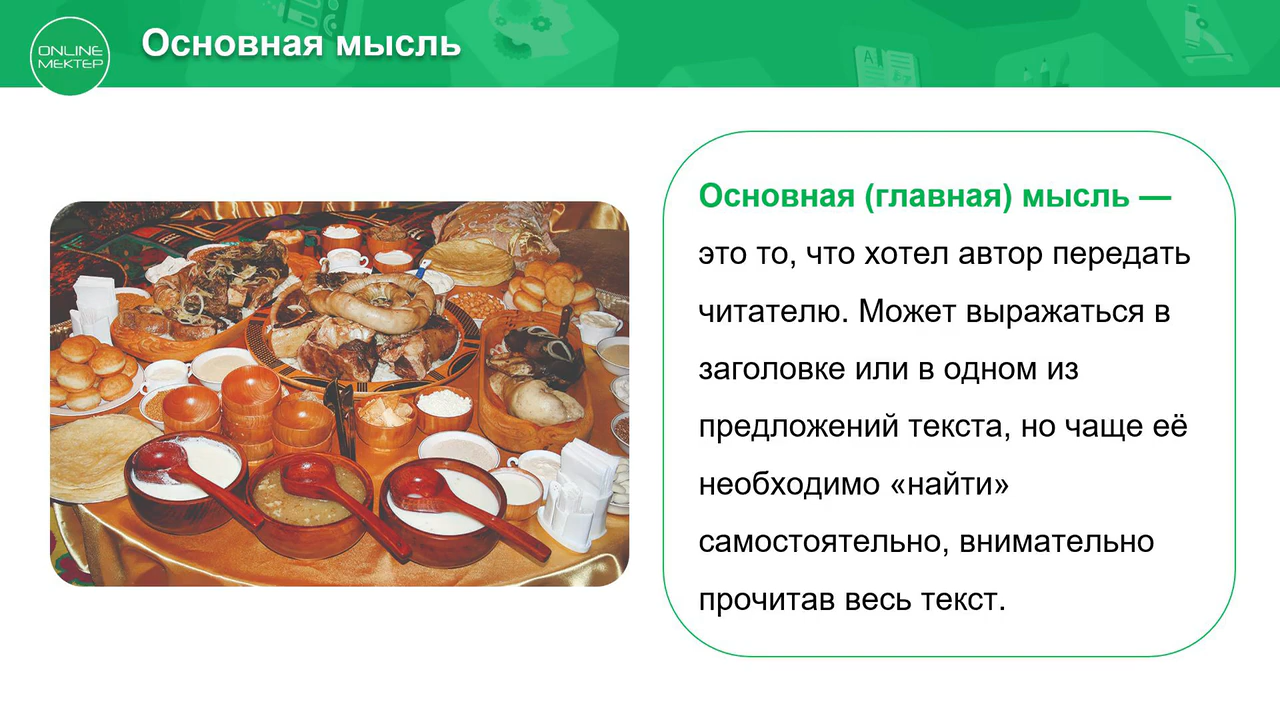 ONLINE
МЕКТЕР
Основная мысль
Основная (главная) мысль —
это то, что хотел автор передать
читателю. Может выражаться в
заголовке или в одном из
предложений текста, но чаще её
необходимо «найти»
самостоятельно, внимательно
прочитав весь текст.